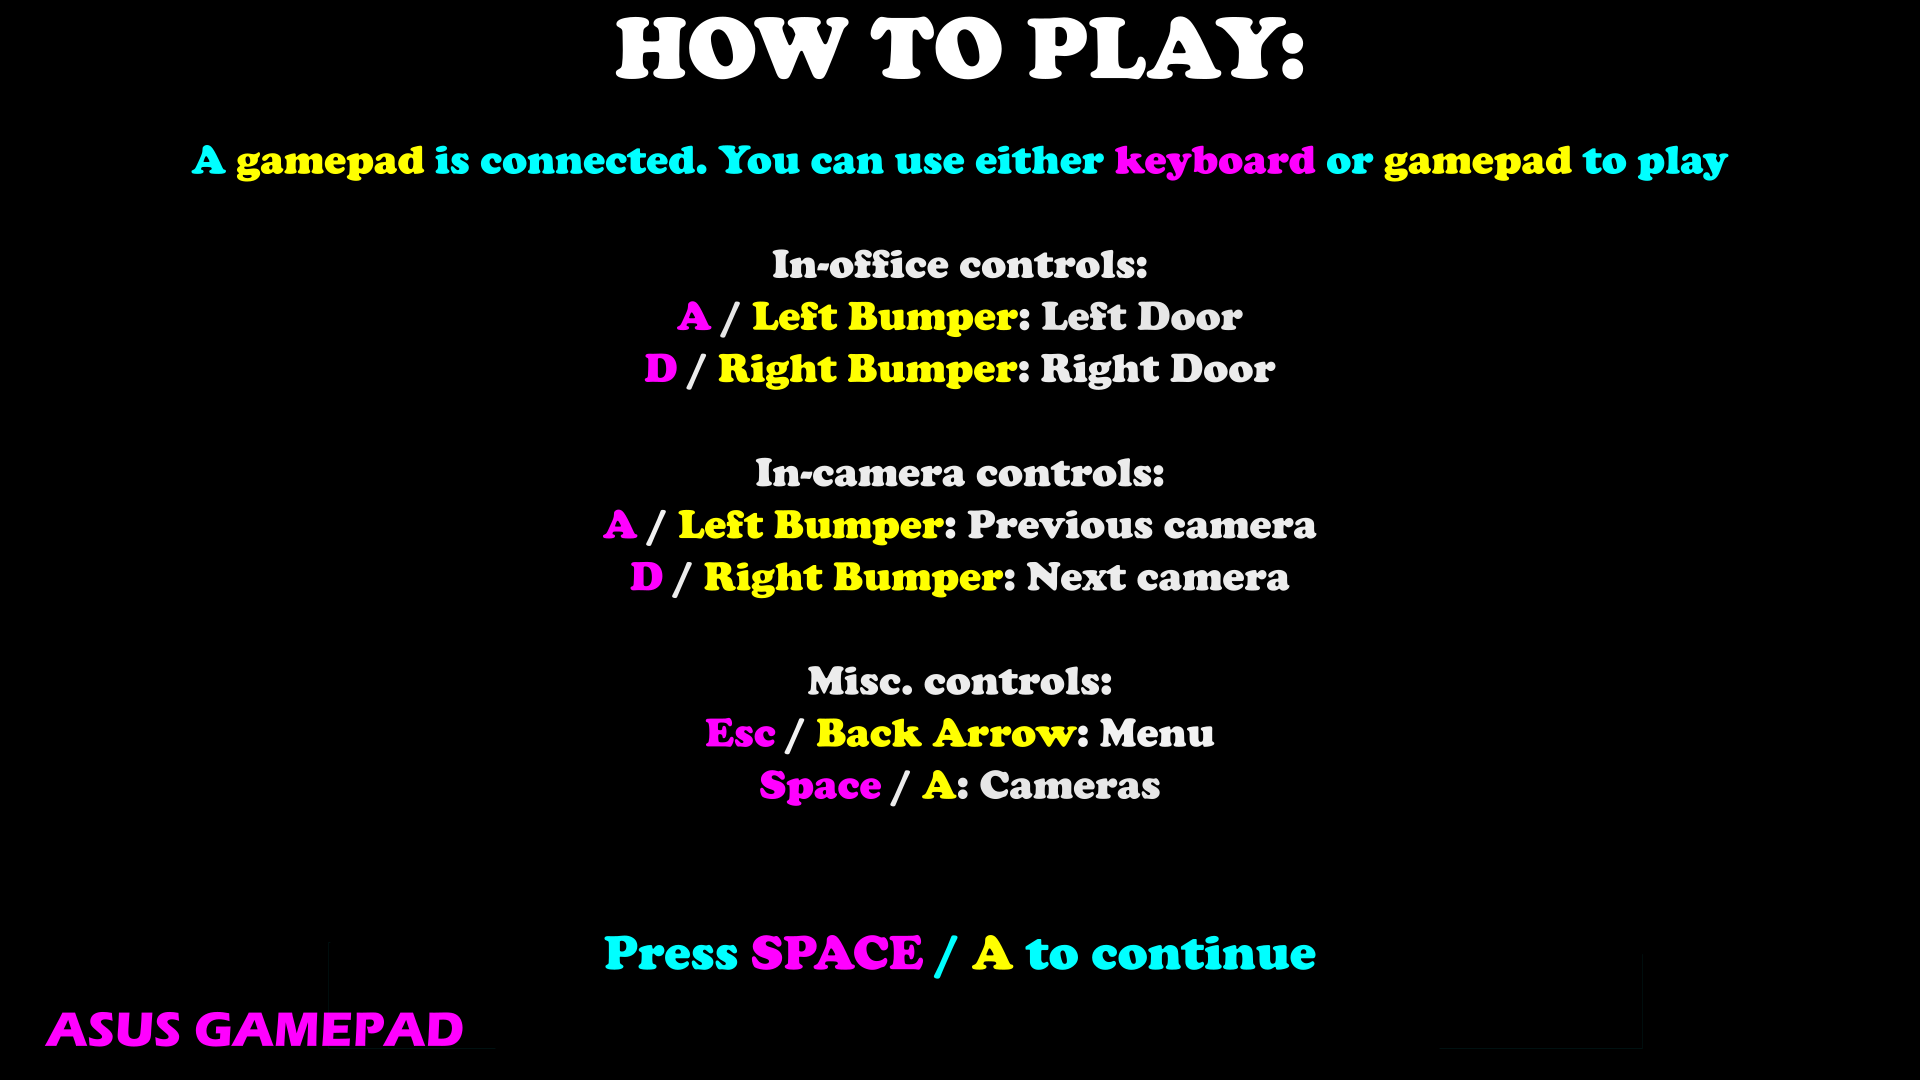 HOW TO PLAY:
A gamepad is connected. You can use either keyboard or gamepad to play
In-office controls:
A / Left Bumper: Left Door
D / Right Bumper: Right Door
In-camera controls:
A / Left Bumper: Previous camera
D / Right Bumper: Next camera
Misc. controls:
Esc / Back Arrow: Menu
Space / A: Cameras
Press SPACE / A to continue
ASUS GAMEPAD